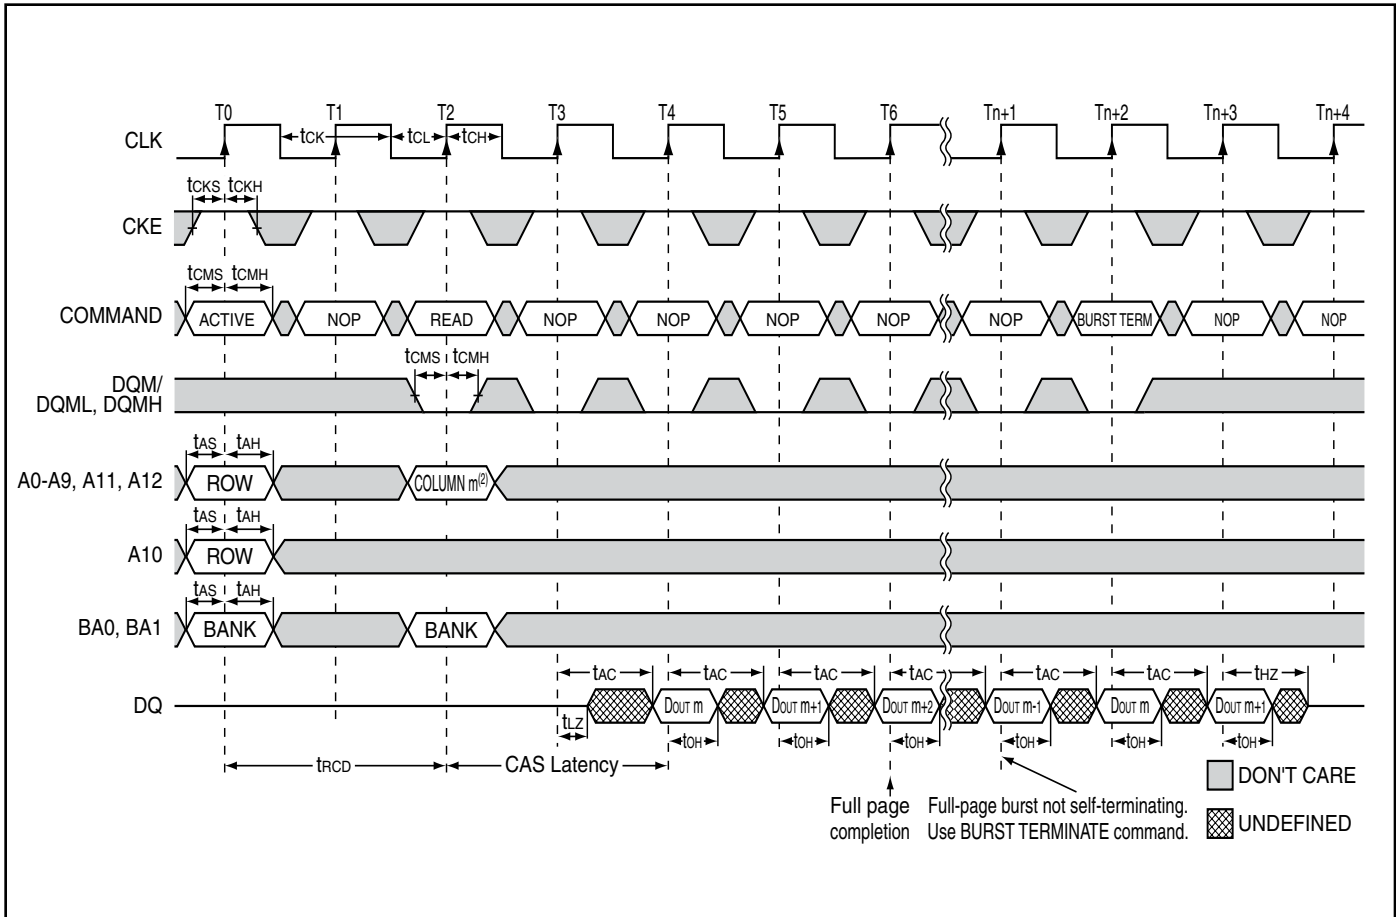 T0 T1 T2 T3 T4 T5 T6 Tn+1 Tn+2 Tn+3 Tn+4
CLK tCK tCL tCH
tCKS tCKH
CKE
tCMS tCMH
COMMAND ACTIVE NOP READ NOP NOP NOP NOP NOP BURST TERM NOP NOP
tCMS tCMH
DQM/
DQML, DQMH
tAS tAH
A0-A9, A11, A12 ROW COLUMN m(2)
tAS tAH
A10 ROW
tAS tAH
BA0, BA1 BANK BANK
tAC tAC tAC tAC tAC tAC tHZ
DQ DOUT m DOUT m+1 DOUT m+2 DOUT m-1 DOUT m DOUT m+1
tLZ tOH tOH tOH tOH tOH tOH
tRCD CAS Latency
DON'T CARE
UNDEFINED
Full page
completion
Full-page burst not self-terminating.
Use BURST TERMINATE command.